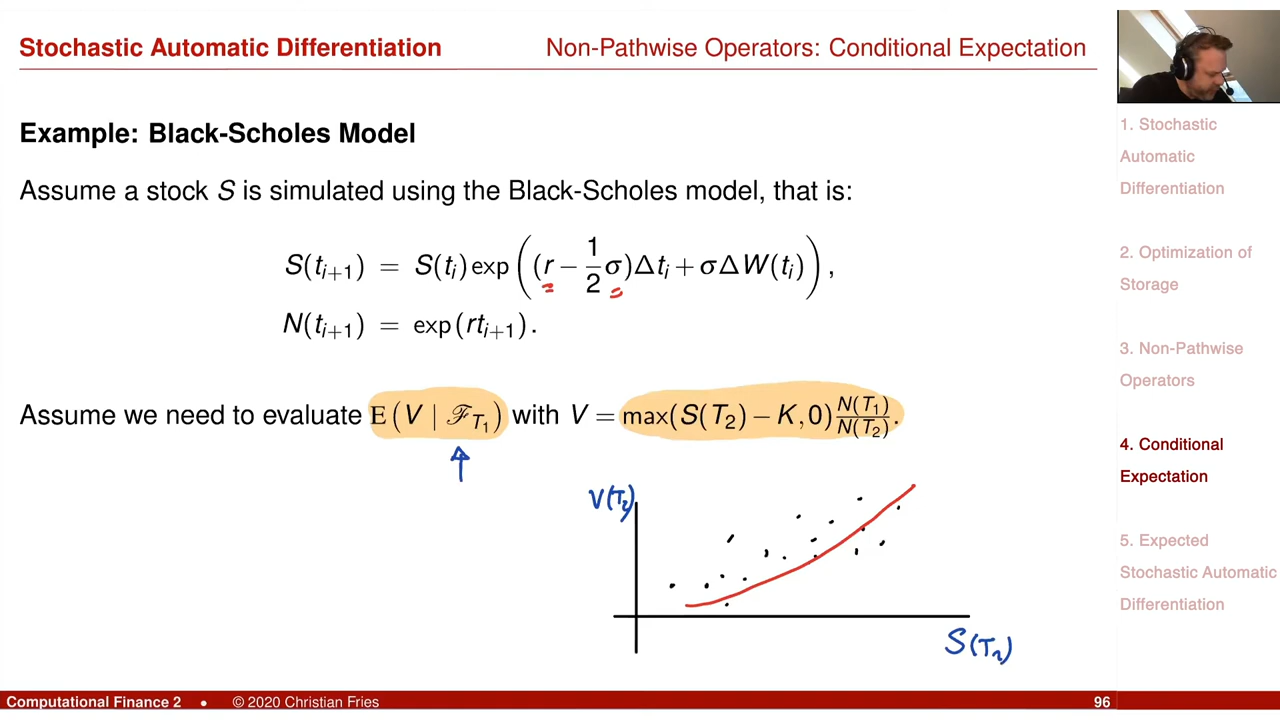 Stochastic Automatic Differentiation
Non-Pathwise Operators: Conditional Expectation
Example: Black-Scholes Model
Assume a stock S is simulated using the Black-Scholes model, that is:
S(t_{i+1}) = S(t_i) exp((r − 1/2 σ)Δt_i + σΔW(t_i)),
N(t_{i+1}) = exp(rt_{i+1}).
Assume we need to evaluate E(V | ℱ_{T_1}) with V = max(S(T_2) − K, 0) N(T_1)/N(T_2).
V(T_2)
1. Stochastic
Automatic
Differentiation
2. Optimization of
Storage
3. Non-Pathwise
Operators
4. Conditional
Expectation
5. Expected
Stochastic Automatic
Differentiation
Computational Finance 2 • © 2020 Christian Fries
96